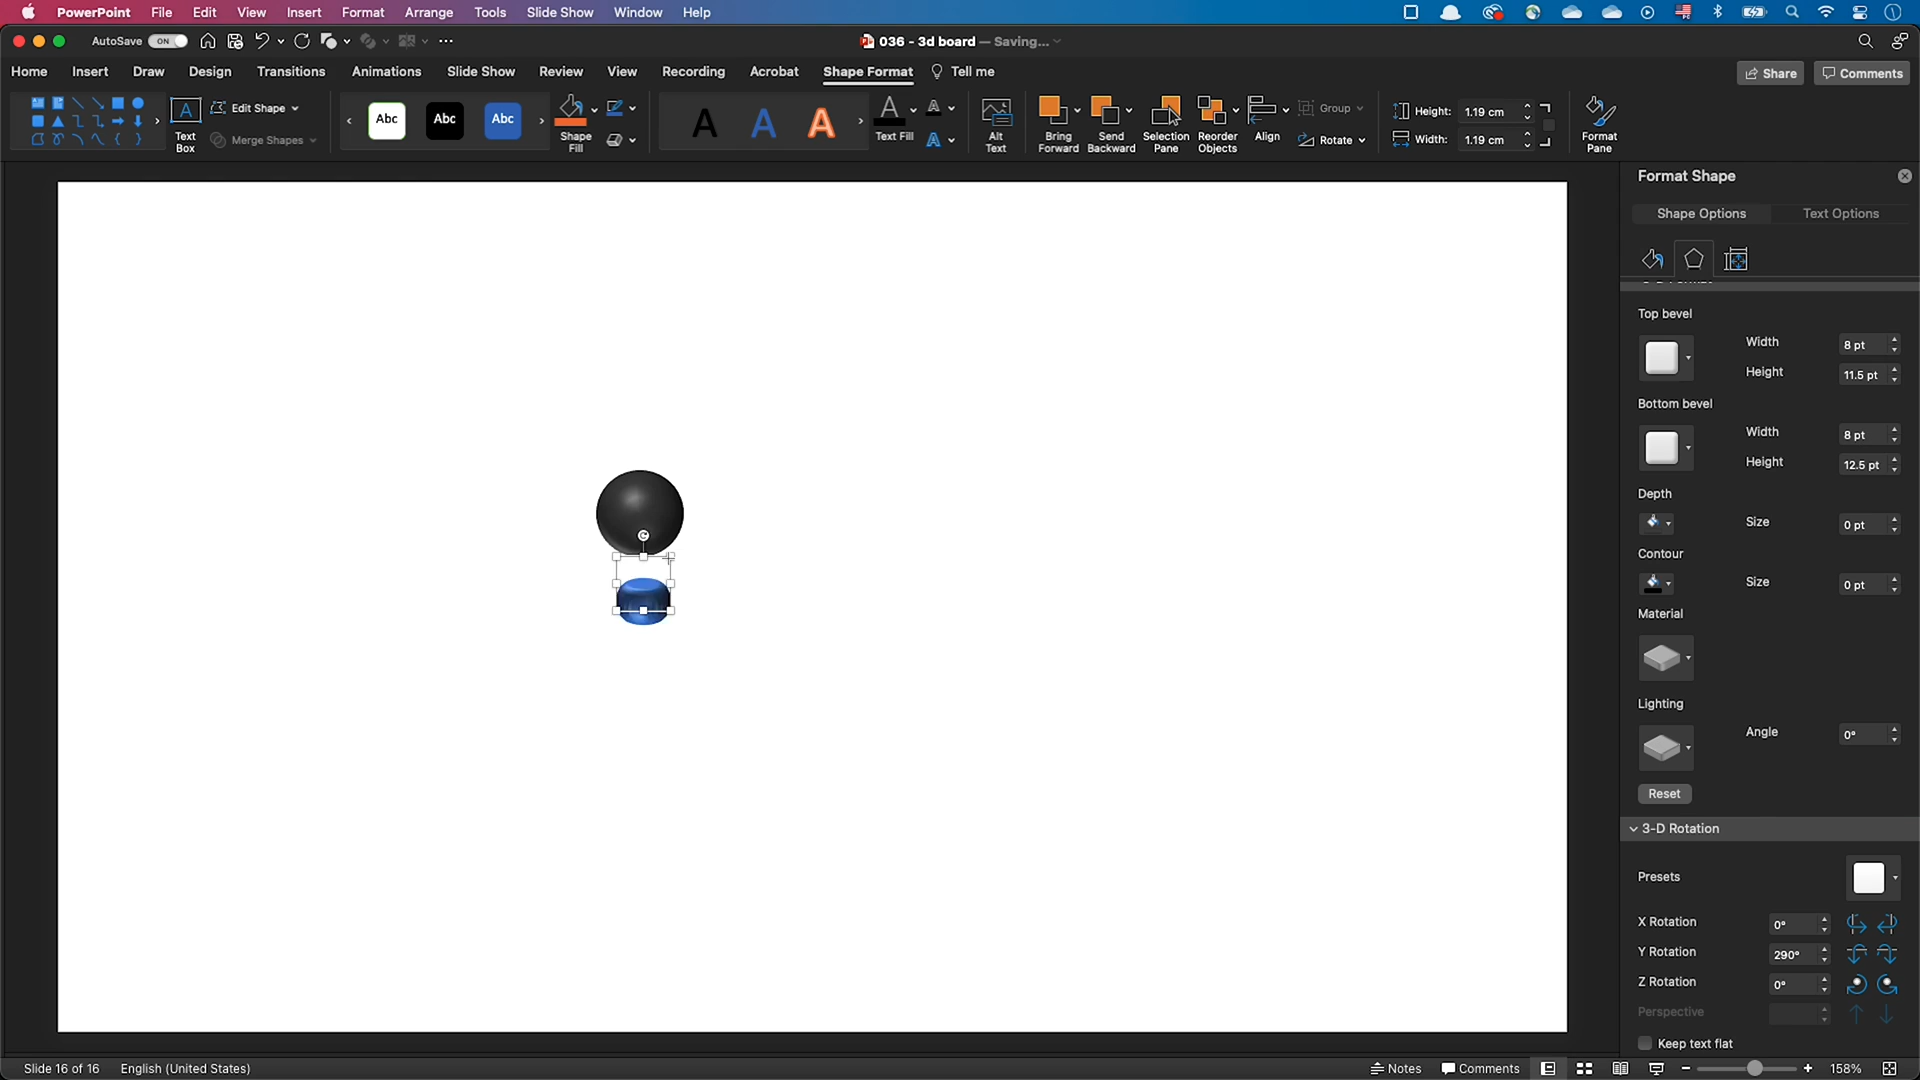 PowerPoint File Edit View Insert Format Arrange Tools Slide Show Window Help
AutoSave ON 036 - 3d board — Saving...
Home Insert Draw Design Transitions Animations Slide Show Review View Recording Acrobat Shape Format Tell me Share Comments
Text Box
Edit Shape
Merge Shapes
Abc Abc Abc
Shape Fill
A A A
Text Fill
Alt Text
Bring Forward
Send Backward
Selection Pane
Reorder Objects
Align
Group
Rotate
Height: 1.19 cm
Width: 1.19 cm
Format Pane
Format Shape
Shape Options Text Options
Top bevel
Width 8 pt
Height 11.5 pt
Bottom bevel
Width 8 pt
Height 12.5 pt
Depth
Size 0 pt
Contour
Size 0 pt
Material
Lighting
Angle 0°
Reset
3-D Rotation
Presets
X Rotation 0°
Y Rotation 290°
Z Rotation 0°
Perspective
Keep text flat
Slide 16 of 16 English (United States) Notes Comments 158%